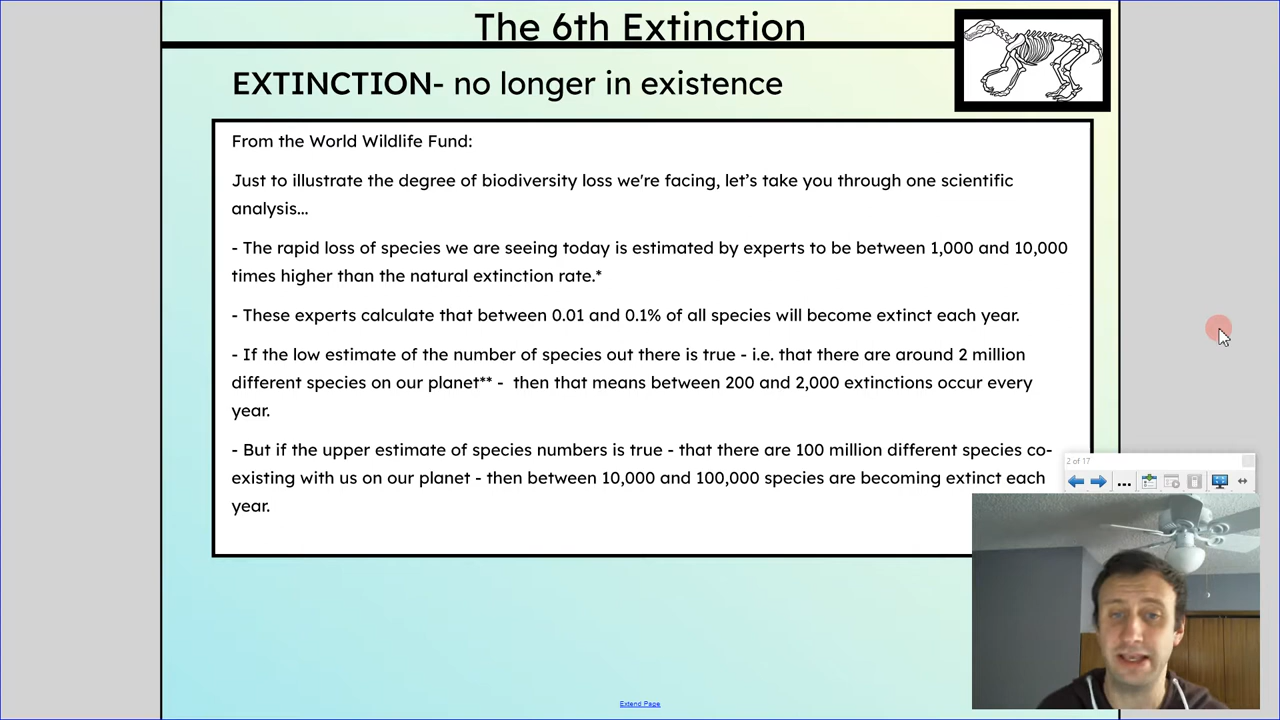 The 6th Extinction
EXTINCTION- no longer in existence
From the World Wildlife Fund:
Just to illustrate the degree of biodiversity loss we're facing, let’s take you through one scientific
analysis...
- The rapid loss of species we are seeing today is estimated by experts to be between 1,000 and 10,000
times higher than the natural extinction rate.*
- These experts calculate that between 0.01 and 0.1% of all species will become extinct each year.
- If the low estimate of the number of species out there is true - i.e. that there are around 2 million
different species on our planet** - then that means between 200 and 2,000 extinctions occur every
year.
- But if the upper estimate of species numbers is true - that there are 100 million different species co-
existing with us on our planet - then between 10,000 and 100,000 species are becoming extinct each
year.
2 of 17
Extend Page